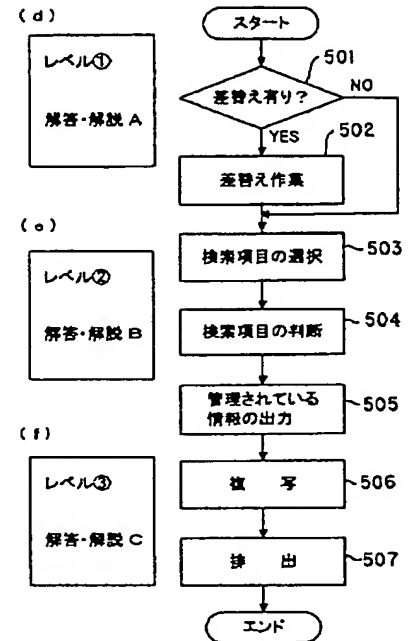 (d)
レベル①
解答・解説 A
(e)
レベル②
解答・解説 B
(f)
レベル③
解答・解説 C
スタート
501
差替え有り?
NO
YES
502
差替え作業
検索項目の選択
503
検索項目の判断
504
管理されている
情報の出力
505
複 写
506
排 出
507
エンド